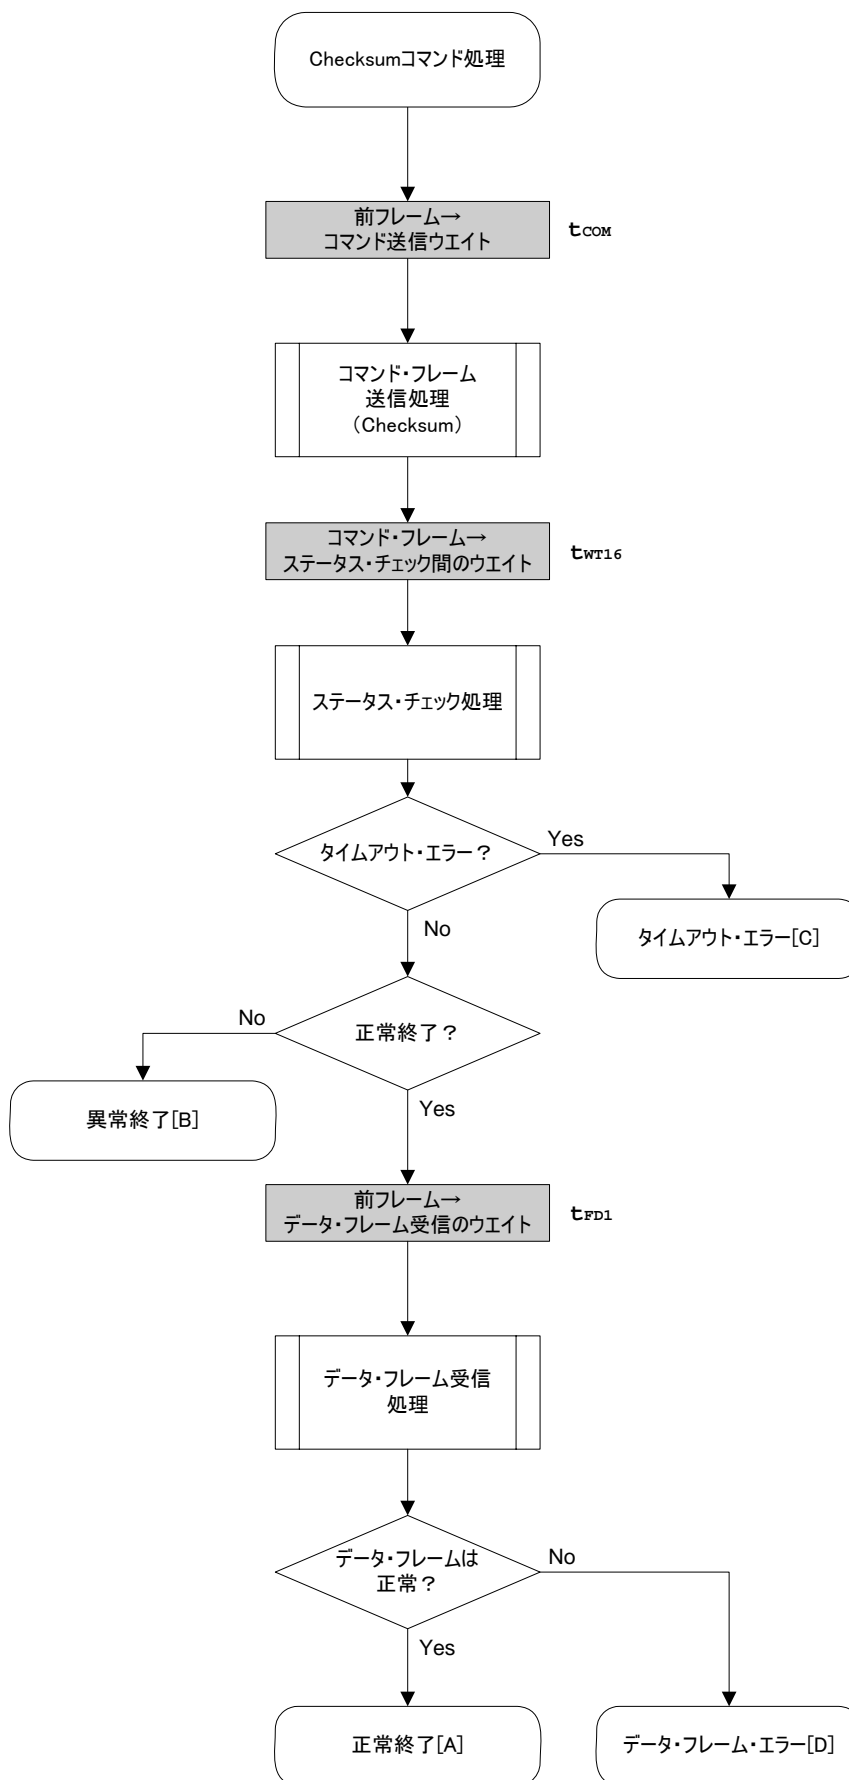 Checksumコマンド処理
前フレーム→
コマンド送信ウエイト
tCOM
コマンド・フレーム
送信処理
（Checksum）
コマンド・フレーム→
ステータス・チェック間のウエイト
tWT16
ステータス・チェック処理
タイムアウト・エラー？
Yes
タイムアウト・エラー[C]
No
正常終了？
No
異常終了[B]
Yes
前フレーム→
データ・フレーム受信のウエイト
tFD1
データ・フレーム受信
処理
データ・フレームは
正常？
No
Yes
正常終了[A]
データ・フレーム・エラー[D]